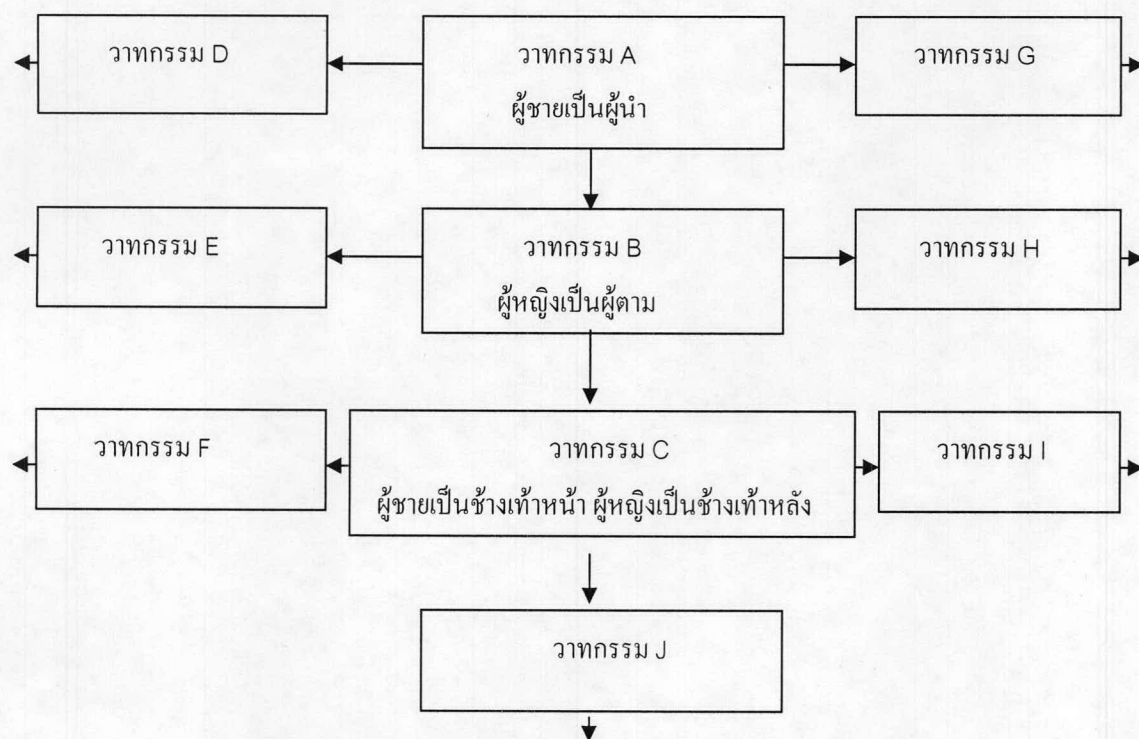 วาทกรรม D
วาทกรรม A
ผู้ชายเป็นผู้นำ
วาทกรรม G
วาทกรรม E
วาทกรรม B
ผู้หญิงเป็นผู้ตาม
วาทกรรม H
วาทกรรม F
วาทกรรม C
ผู้ชายเป็นช้างเท้าหน้า ผู้หญิงเป็นช้างเท้าหลัง
วาทกรรม I
วาทกรรม J